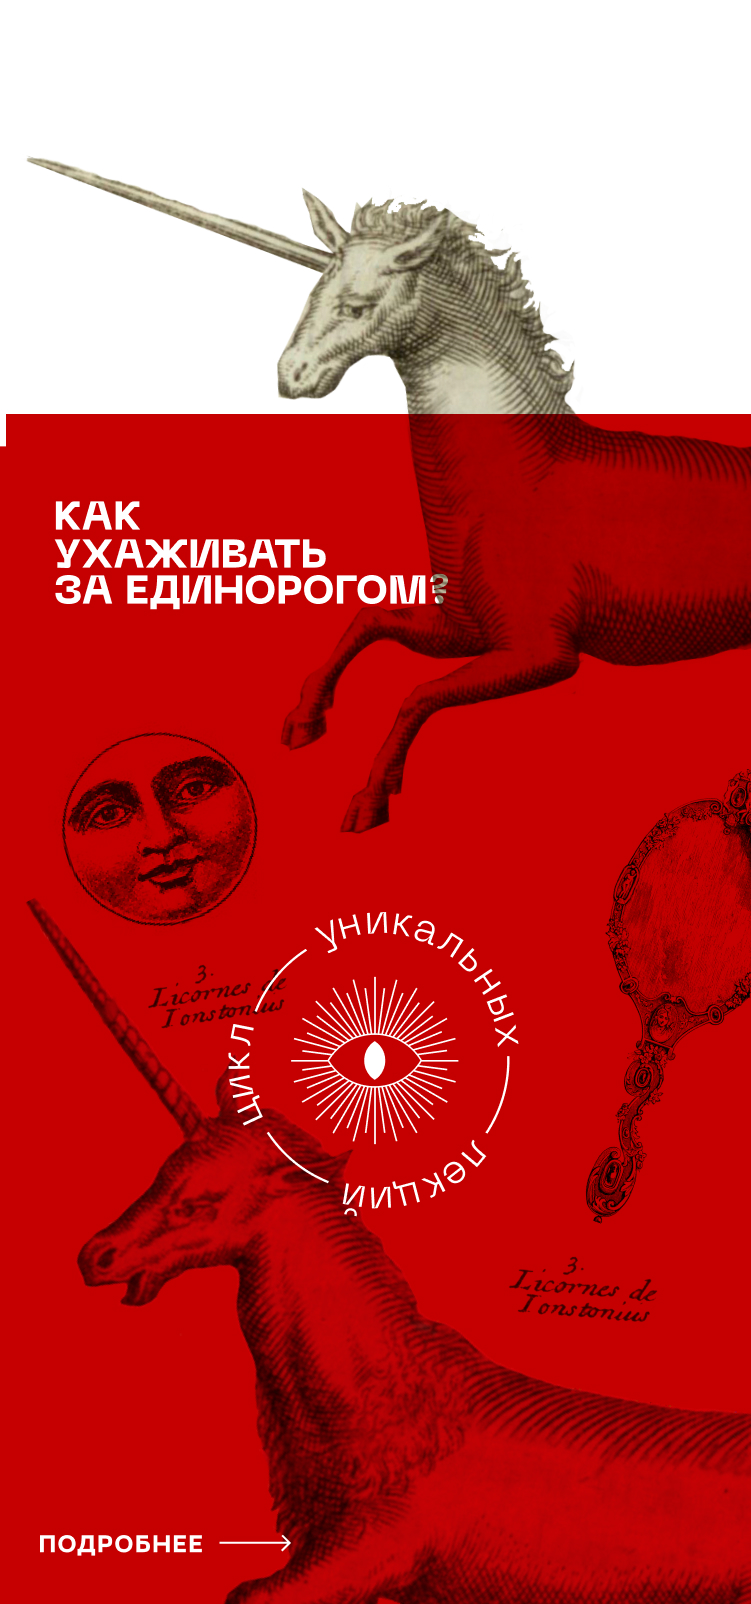 КАК
УХАЖИВАТЬ
ЗА ЕДИНОРОГОМ?
3.
Licornes de
Ionstonius
цикл уникальных лекций
3.
Licornes de
Ionstonius
ПОДРОБНЕЕ